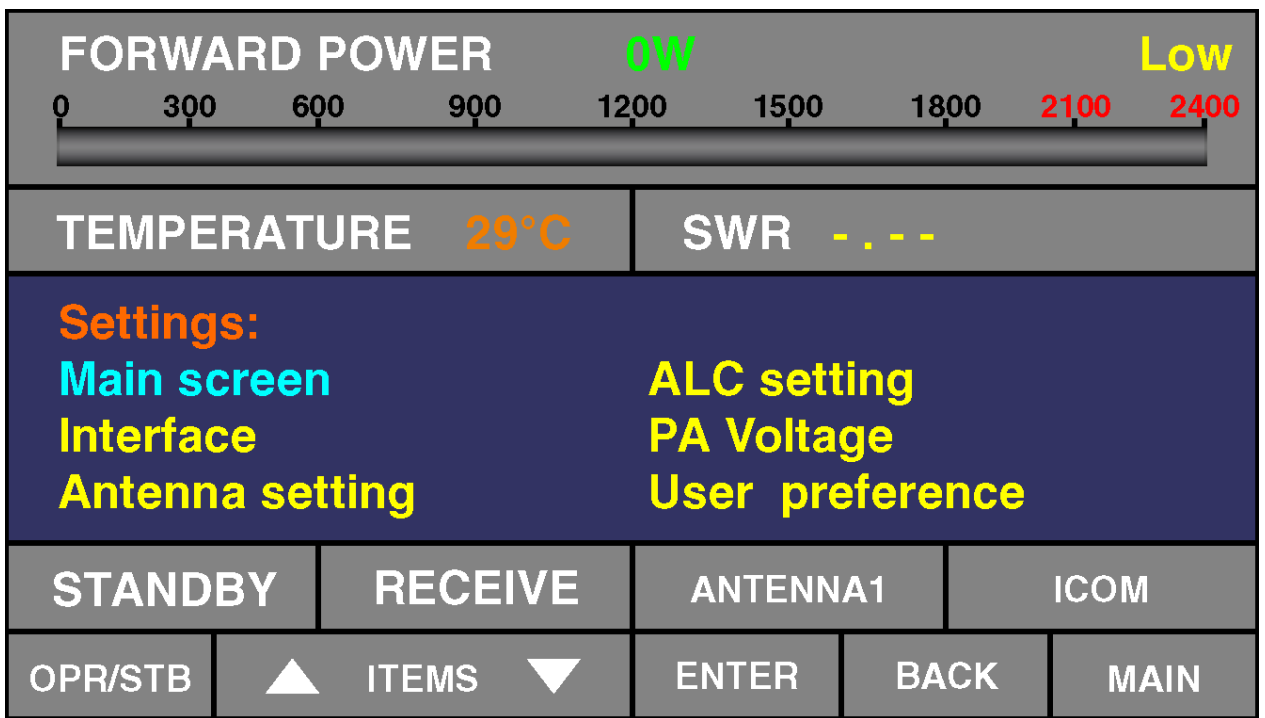 FORWARD POWER 0W Low
0 300 600 900 1200 1500 1800 2100 2400
TEMPERATURE 29°C SWR -.--
Settings:
Main screen ALC setting
Interface PA Voltage
Antenna setting User preference
STANDBY RECEIVE ANTENNA1 ICOM
OPR/STB ITEMS ENTER BACK MAIN